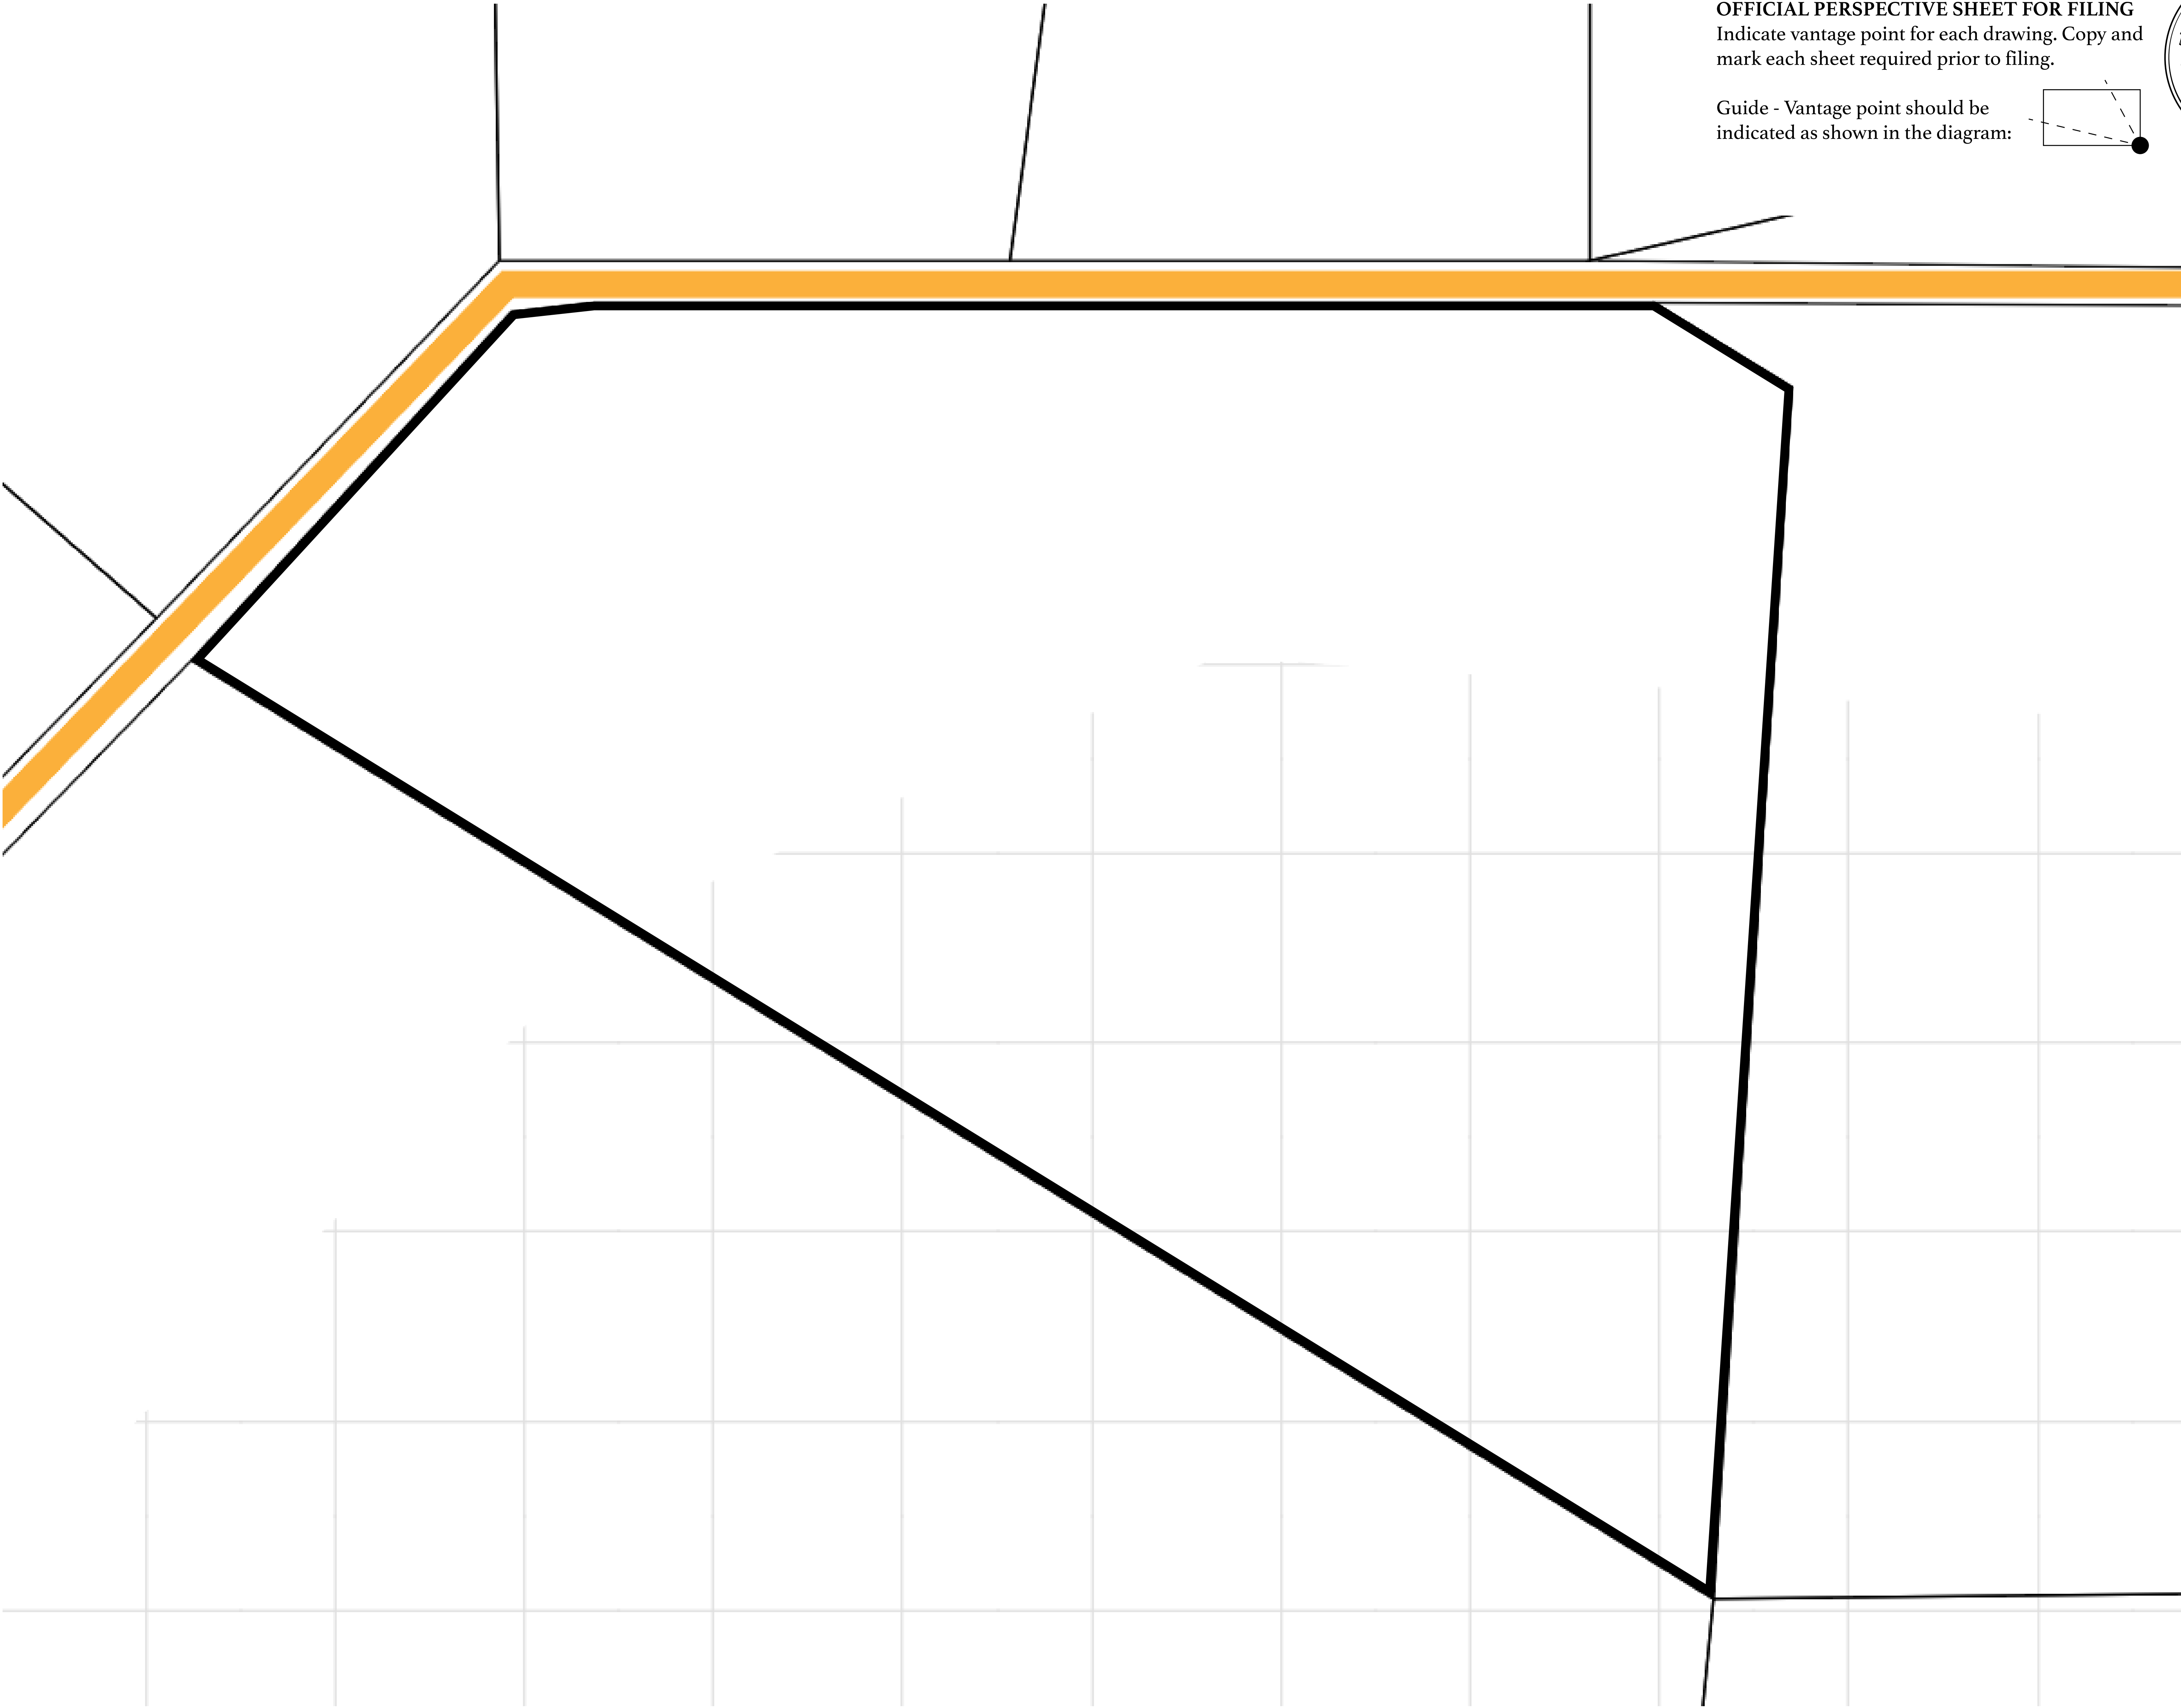 OFFICIAL PERSPECTIVE SHEET FOR FILING
Indicate vantage point for each drawing. Copy and
mark each sheet required prior to filing.
Guide - Vantage point should be
indicated as shown in the diagram: